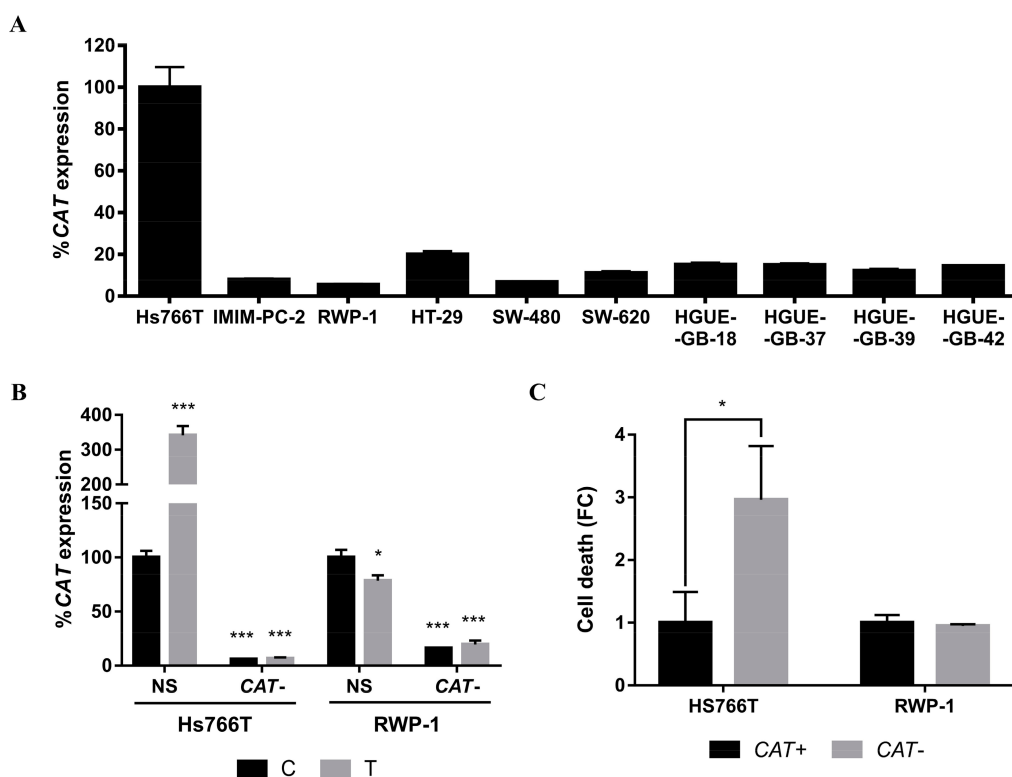 A
120
100
80
60
40
20
0
%CAT expression
Hs766T IMIM-PC-2 RWP-1 HT-29 SW-480 SW-620 HGUE- HGUE- HGUE- HGUE-
-GB-18 -GB-37 -GB-39 -GB-42
B
400
300
200
150
100
50
0
%CAT expression
***
*** ***
*
*** ***
NS CAT- NS CAT-
Hs766T RWP-1
C T
C
4
3
2
1
0
Cell death (FC)
*
HS766T RWP-1
CAT+ CAT-